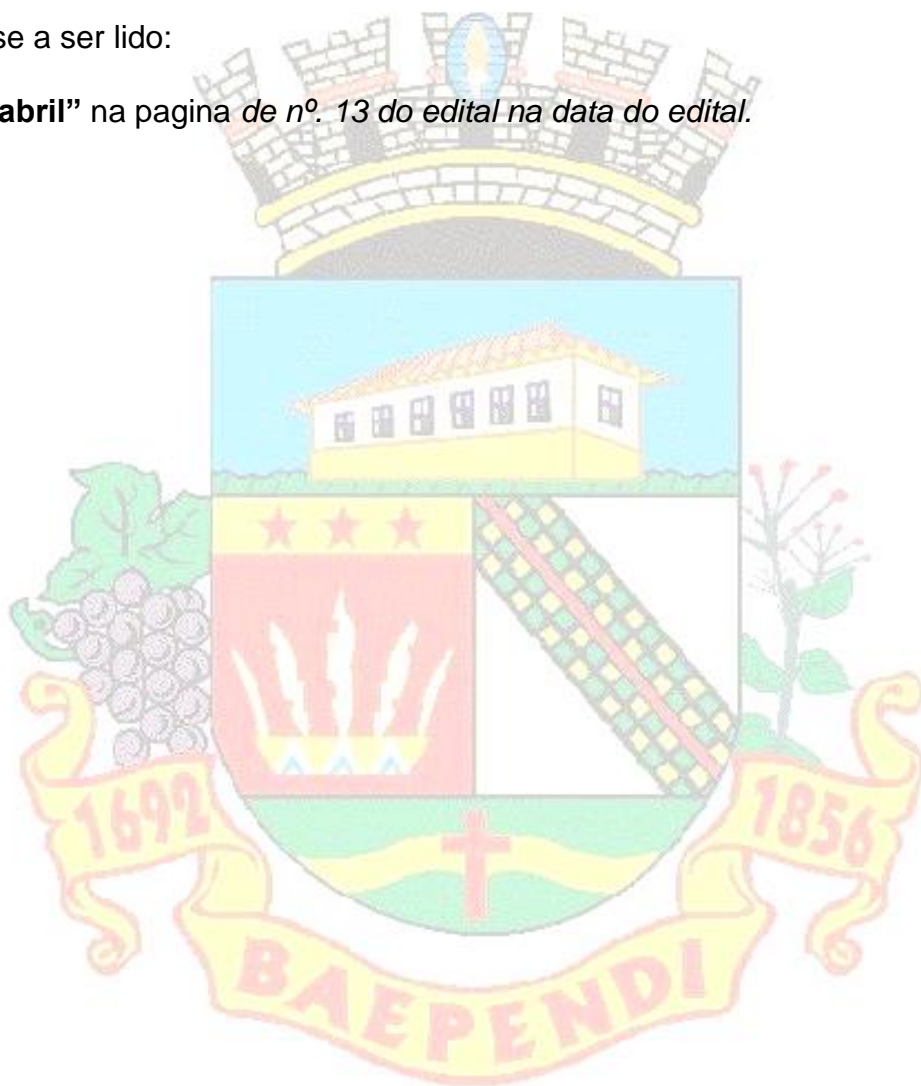 se a ser lido:
abril” na pagina de nº. 13 do edital na data do edital.
1692
1856
BAEPENDI